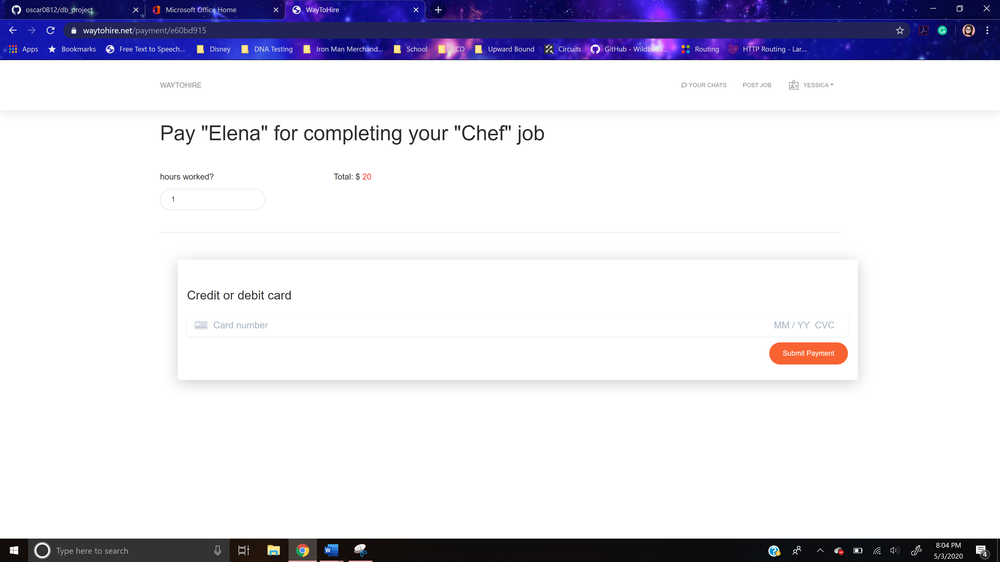 oscar0812/db_project Microsoft Office Home WayToHire
waytohire.net/payment/e60bd915
Apps Bookmarks Free Text to Speech... Disney DNA Testing Iron Man Merchand... School CCD Upward Bound Circuits GitHub - Wildbook... Routing HTTP Routing - Lar...
WAYTOHIRE YOUR CHATS POST JOB YESSICA
Pay "Elena" for completing your "Chef" job
hours worked? Total: $ 20
1
Credit or debit card
Card number MM / YY CVC
Submit Payment
Type here to search
8:04 PM
5/3/2020
4